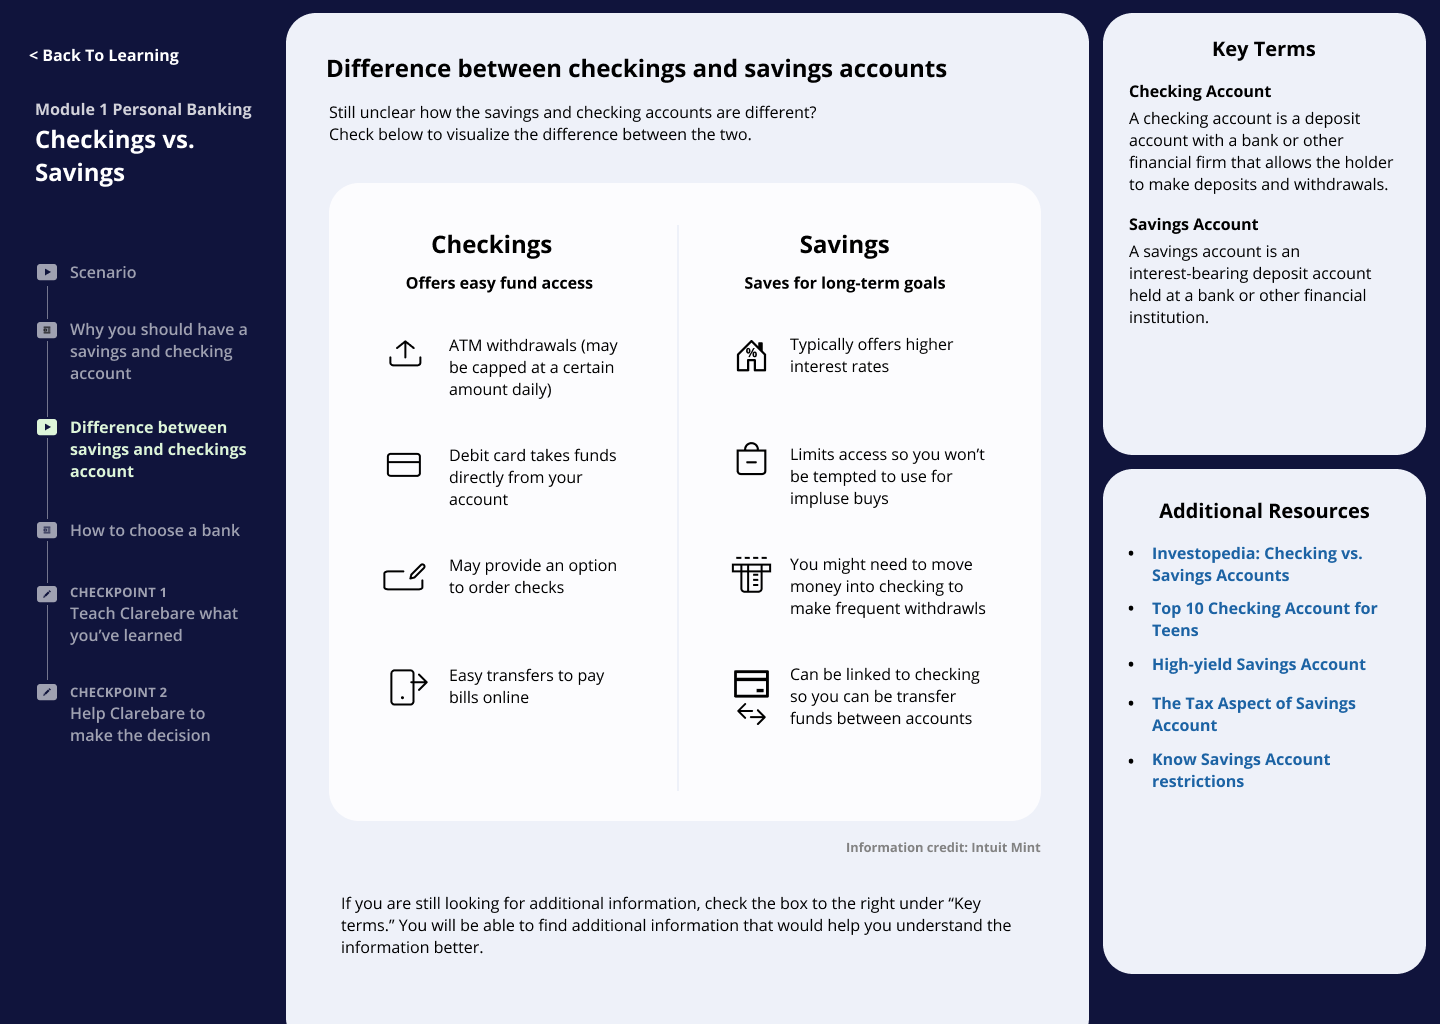 < Back To Learning
Module 1 Personal Banking
Checkings vs.
Savings
Scenario
Why you should have a
savings and checking
account
Difference between
savings and checkings
account
How to choose a bank
CHECKPOINT 1
Teach Clarebare what
you’ve learned
CHECKPOINT 2
Help Clarebare to
make the decision
Difference between checkings and savings accounts
Still unclear how the savings and checking accounts are different?
Check below to visualize the difference between the two.
Checkings
Offers easy fund access
ATM withdrawals (may
be capped at a certain
amount daily)
Debit card takes funds
directly from your
account
May provide an option
to order checks
Easy transfers to pay
bills online
Savings
Saves for long-term goals
%
Typically offers higher
interest rates
Limits access so you won’t
be tempted to use for
impluse buys
You might need to move
money into checking to
make frequent withdrawls
Can be linked to checking
so you can be transfer
funds between accounts
Information credit: Intuit Mint
If you are still looking for additional information, check the box to the right under “Key
terms.” You will be able to find additional information that would help you understand the
information better.
Key Terms
Checking Account
A checking account is a deposit
account with a bank or other
financial firm that allows the holder
to make deposits and withdrawals.
Savings Account
A savings account is an
interest-bearing deposit account
held at a bank or other financial
institution.
Additional Resources
• Investopedia: Checking vs.
Savings Accounts
• Top 10 Checking Account for
Teens
• High-yield Savings Account
• The Tax Aspect of Savings
Account
• Know Savings Account
restrictions